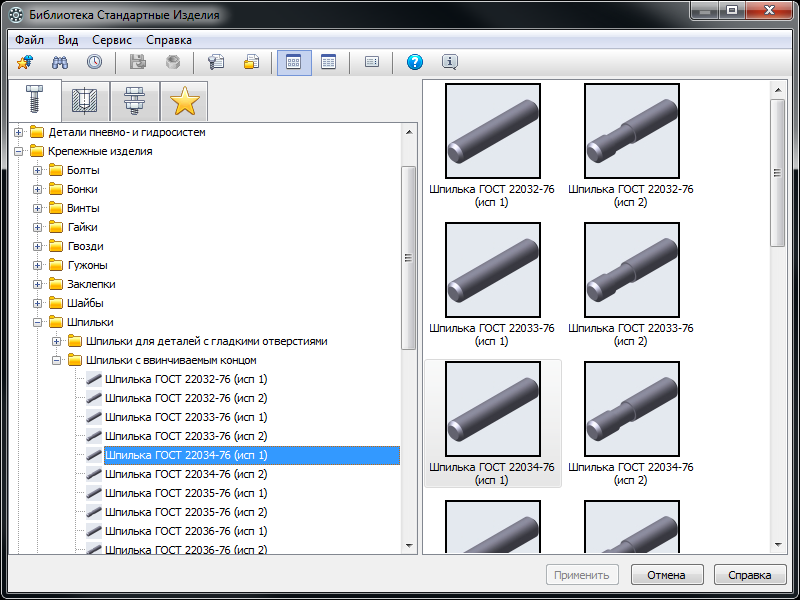 Библиотека Стандартные Изделия
Файл Вид Сервис Справка
Детали пневмо- и гидросистем
Крепежные изделия
Болты
Бонки
Винты
Гайки
Гвозди
Гужоны
Заклепки
Шайбы
Шпильки
Шпильки для деталей с гладкими отверстиями
Шпильки с ввинчиваемым концом
Шпилька ГОСТ 22032-76 (исп 1)
Шпилька ГОСТ 22032-76 (исп 2)
Шпилька ГОСТ 22033-76 (исп 1)
Шпилька ГОСТ 22033-76 (исп 2)
Шпилька ГОСТ 22034-76 (исп 1)
Шпилька ГОСТ 22034-76 (исп 2)
Шпилька ГОСТ 22035-76 (исп 1)
Шпилька ГОСТ 22035-76 (исп 2)
Шпилька ГОСТ 22036-76 (исп 1)
Шпилька ГОСТ 22036-76 (исп 2)
Шпилька ГОСТ 22032-76
(исп 1)
Шпилька ГОСТ 22032-76
(исп 2)
Шпилька ГОСТ 22033-76
(исп 1)
Шпилька ГОСТ 22033-76
(исп 2)
Шпилька ГОСТ 22034-76
(исп 1)
Шпилька ГОСТ 22034-76
(исп 2)
Применить Отмена Справка